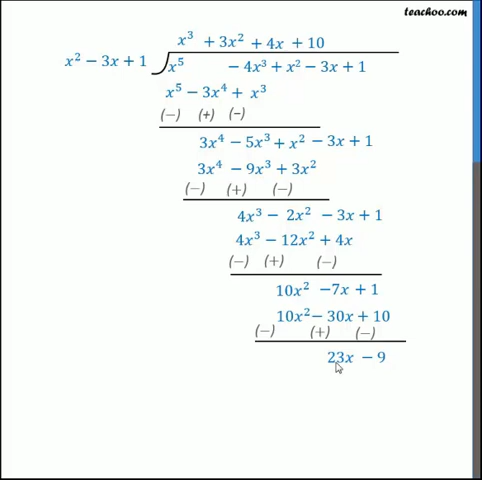 teachoo.com
x³ + 3x² + 4x + 10
x² − 3x + 1
x⁵ − 4x³ + x² − 3x + 1
x⁵ − 3x⁴ + x³
(−) (+) (−)
3x⁴ − 5x³ + x² − 3x + 1
3x⁴ − 9x³ + 3x²
(−) (+) (−)
4x³ − 2x² − 3x + 1
4x³ − 12x² + 4x
(−) (+) (−)
10x² −7x + 1
10x² − 30x + 10
(−) (+) (−)
23x − 9